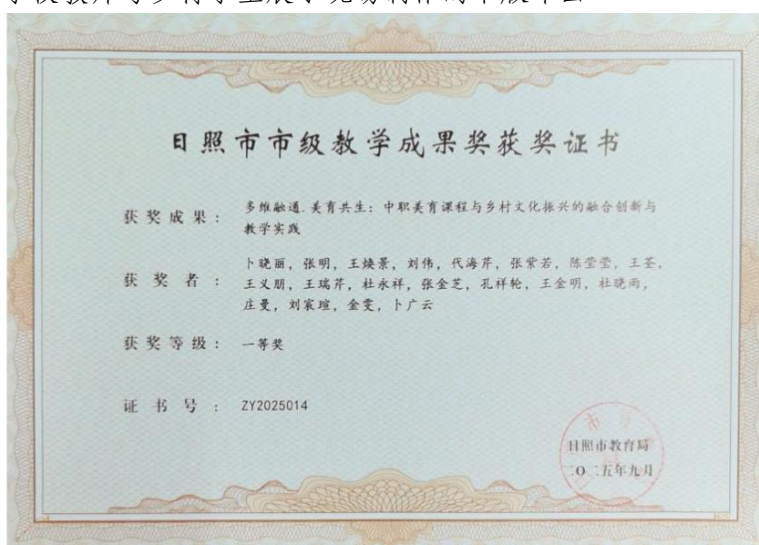 日照市市级教学成果奖获奖证书
获奖成果： 多维融通.美育共生：中职美育课程与乡村文化振兴的融合创新与
教学实践
获奖者： 卜晓丽，张明，王焕景，刘伟，代海芹，张紫若，陈莹莹，王荃，
王义朋，王瑞芹，杜永祥，张金芝，孔祥轮，王金明，杜晓雨，
庄曼，刘宸瑄，金雯，卜广云
获奖等级： 一等奖
证书号： ZY2025014
日照市教育局
二〇二五年九月